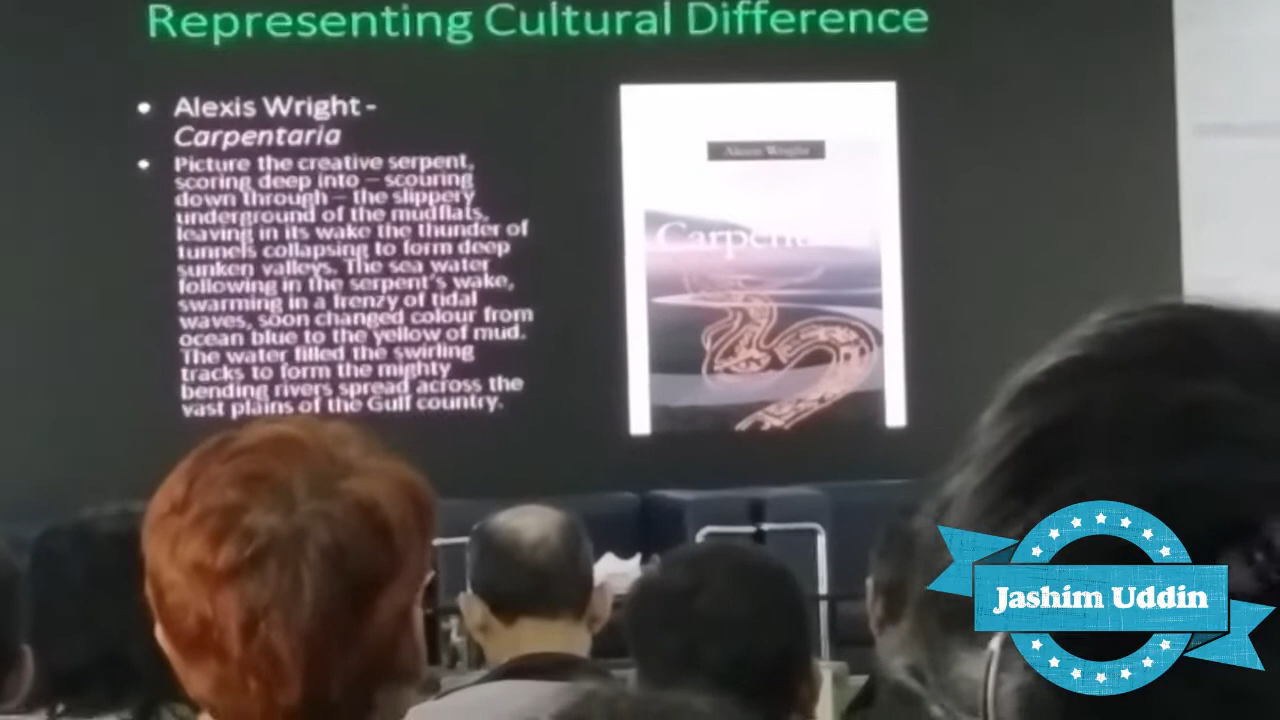 Representing Cultural Difference
• Alexis Wright -
Carpentaria
• Picture the creative serpent,
scoring deep into – scouring
down through – the slippery
underground of the mudflats,
leaving in its wake the thunder of
tunnels collapsing to form deep
sunken valleys. The sea water
following in the serpent's wake,
swarming in a frenzy of tidal
waves, soon changed colour from
ocean blue to the yellow of mud.
The water filled the swirling
tracks to form the mighty
bending rivers spread across the
vast plains of the Gulf country.
Alexis Wright
Jashim Uddin